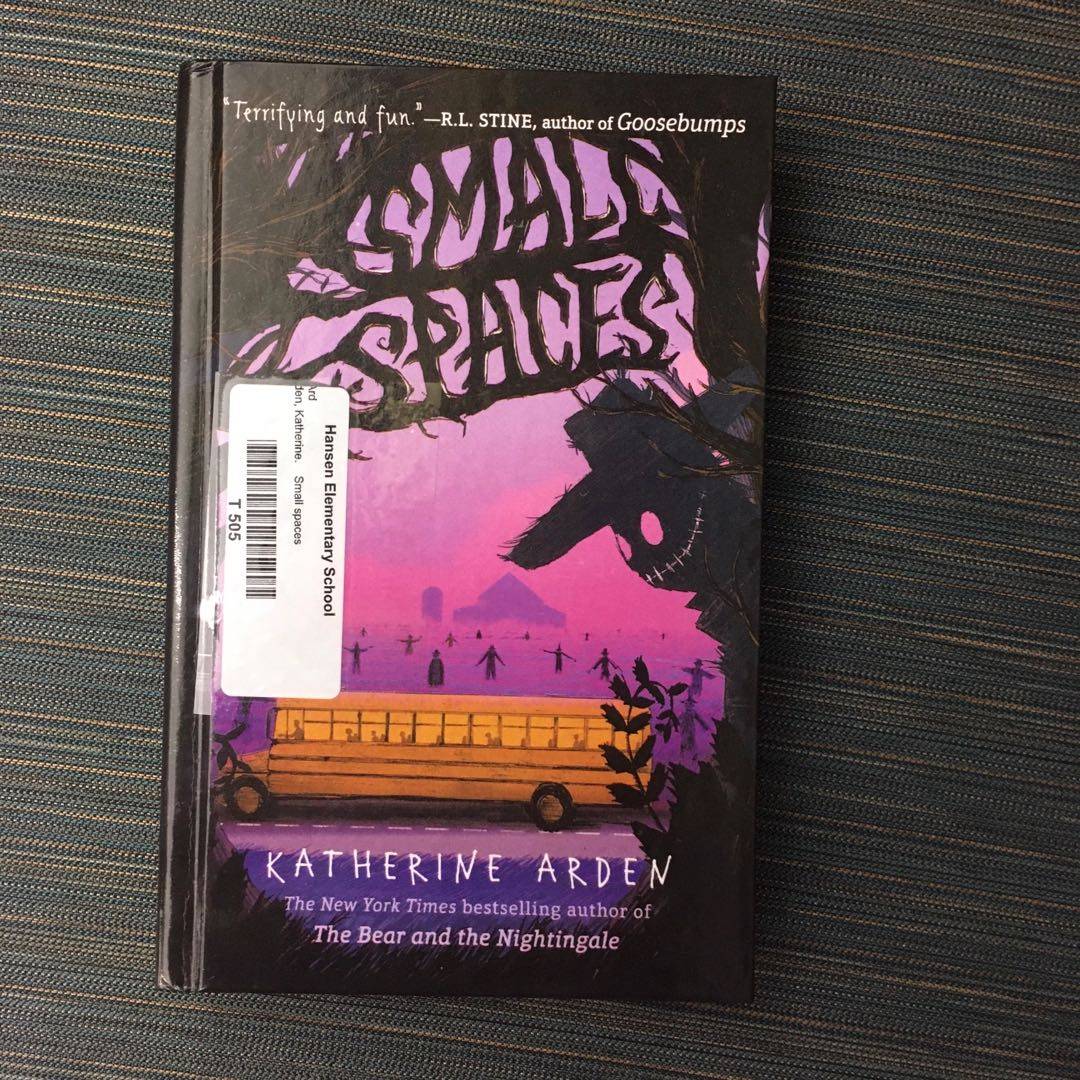 "Terrifying and fun."—R.L. STINE, author of Goosebumps
SMALL
SPACES
Hansen Elementary School
Katherine. Small spaces
T 505
KATHERINE ARDEN
The New York Times bestselling author of
The Bear and the Nightingale